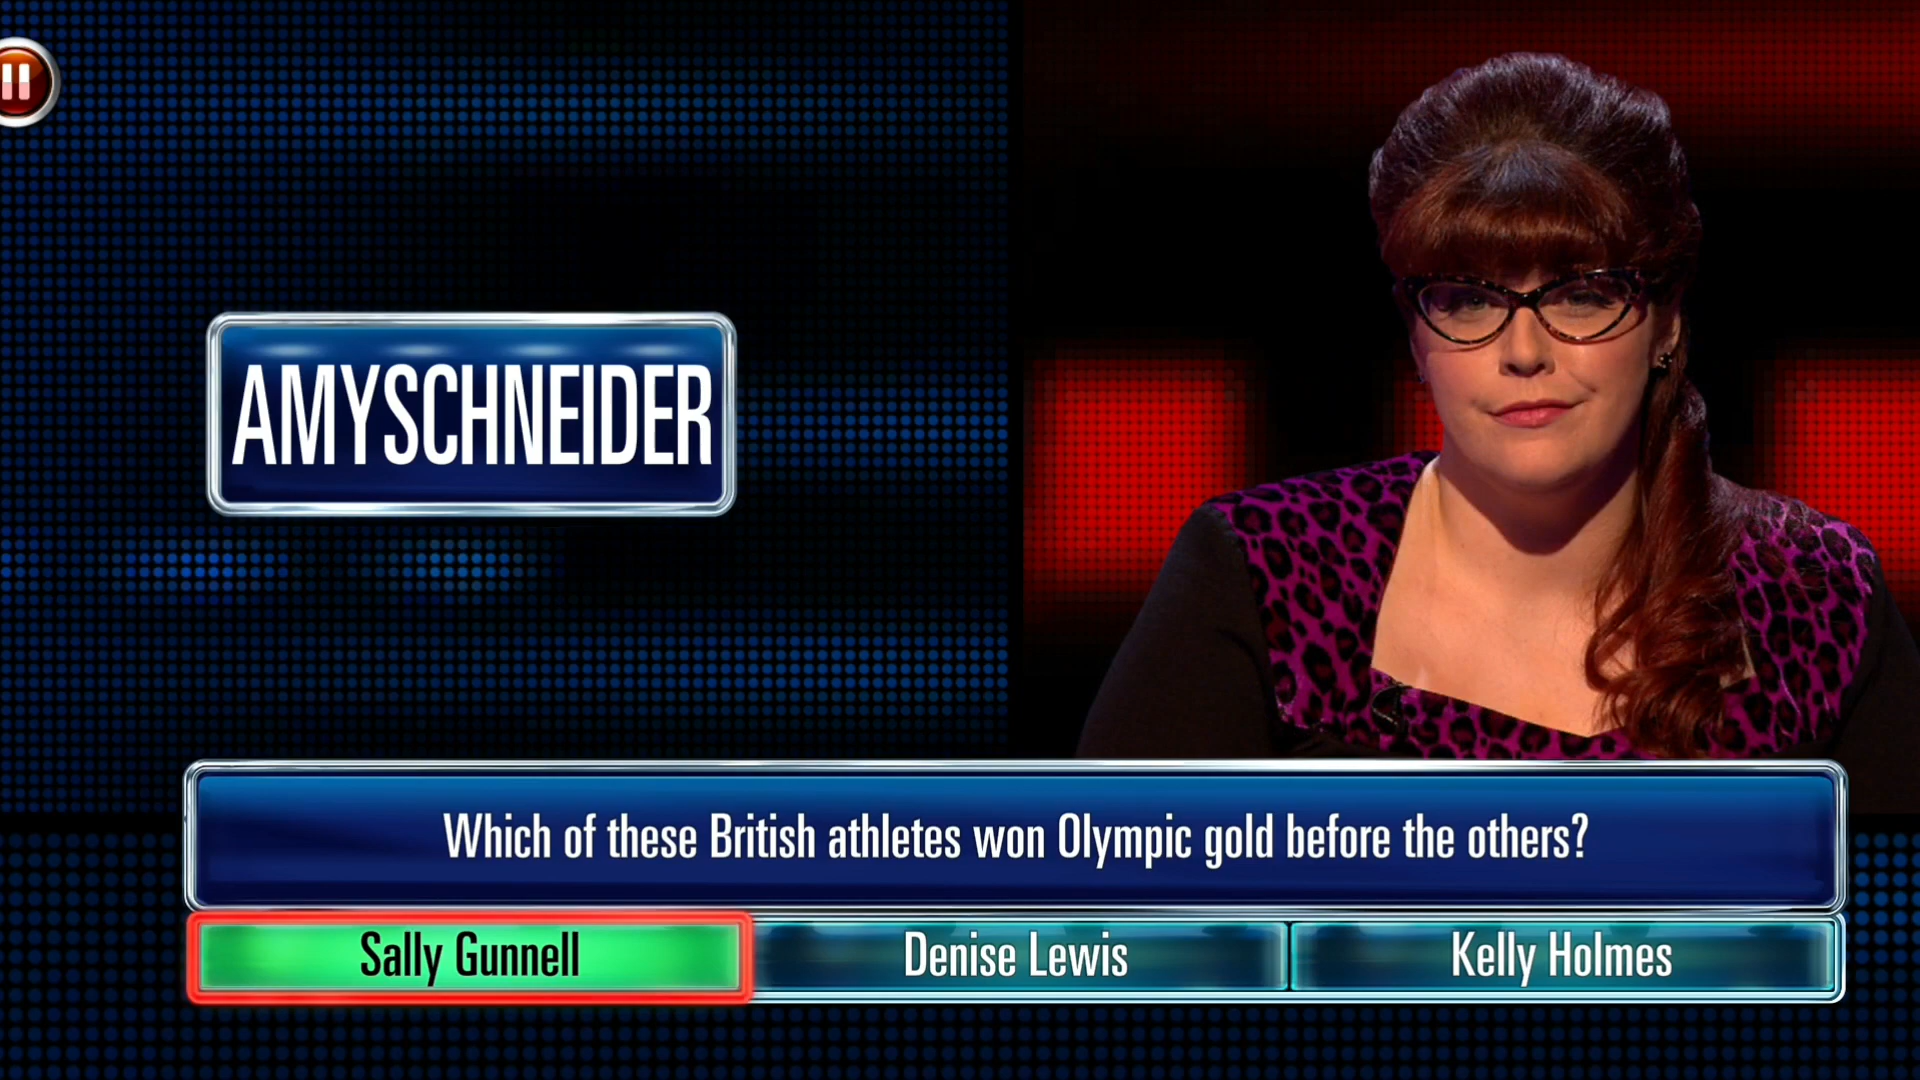 AMYSCHNEIDER
Which of these British athletes won Olympic gold before the others?
Sally Gunnell
Denise Lewis
Kelly Holmes